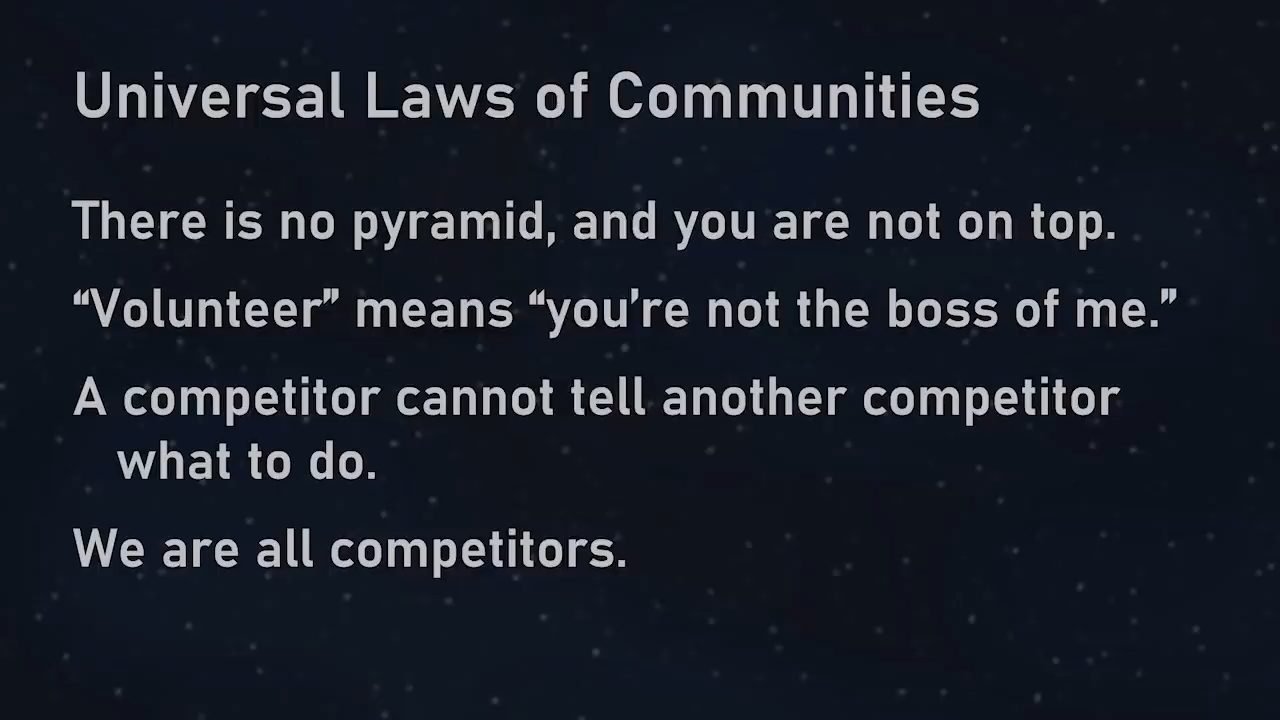 Universal Laws of Communities
There is no pyramid, and you are not on top.
“Volunteer” means “you’re not the boss of me.”
A competitor cannot tell another competitor
what to do.
We are all competitors.